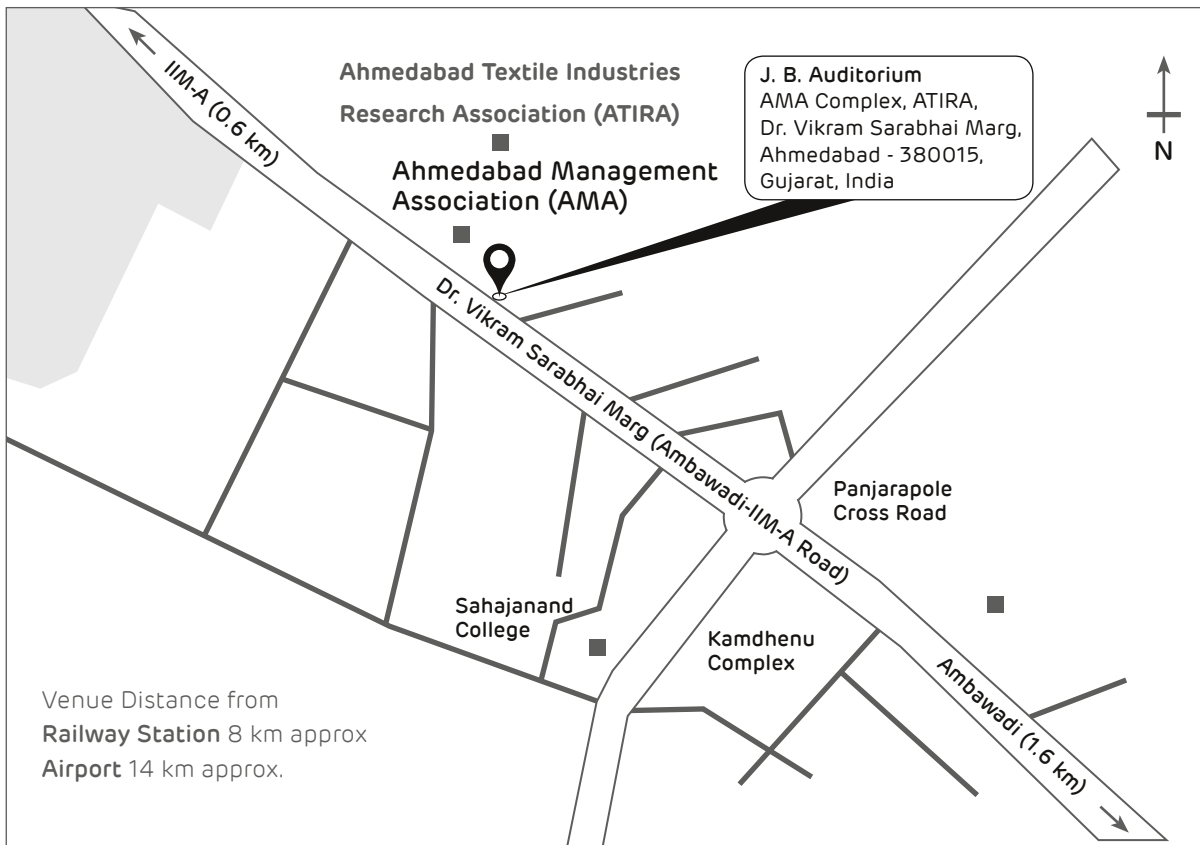 IIM-A (0.6 km)
Ahmedabad Textile Industries
Research Association (ATIRA)
Ahmedabad Management
Association (AMA)
J. B. Auditorium
AMA Complex, ATIRA,
Dr. Vikram Sarabhai Marg,
Ahmedabad - 380015,
Gujarat, India
N
Dr. Vikram Sarabhai Marg (Ambawadi-IIM-A Road)
Panjarapole
Cross Road
Sahajanand
College
Kamdhenu
Complex
Ambawadi (1.6 km)
Venue Distance from
Railway Station 8 km approx
Airport 14 km approx.